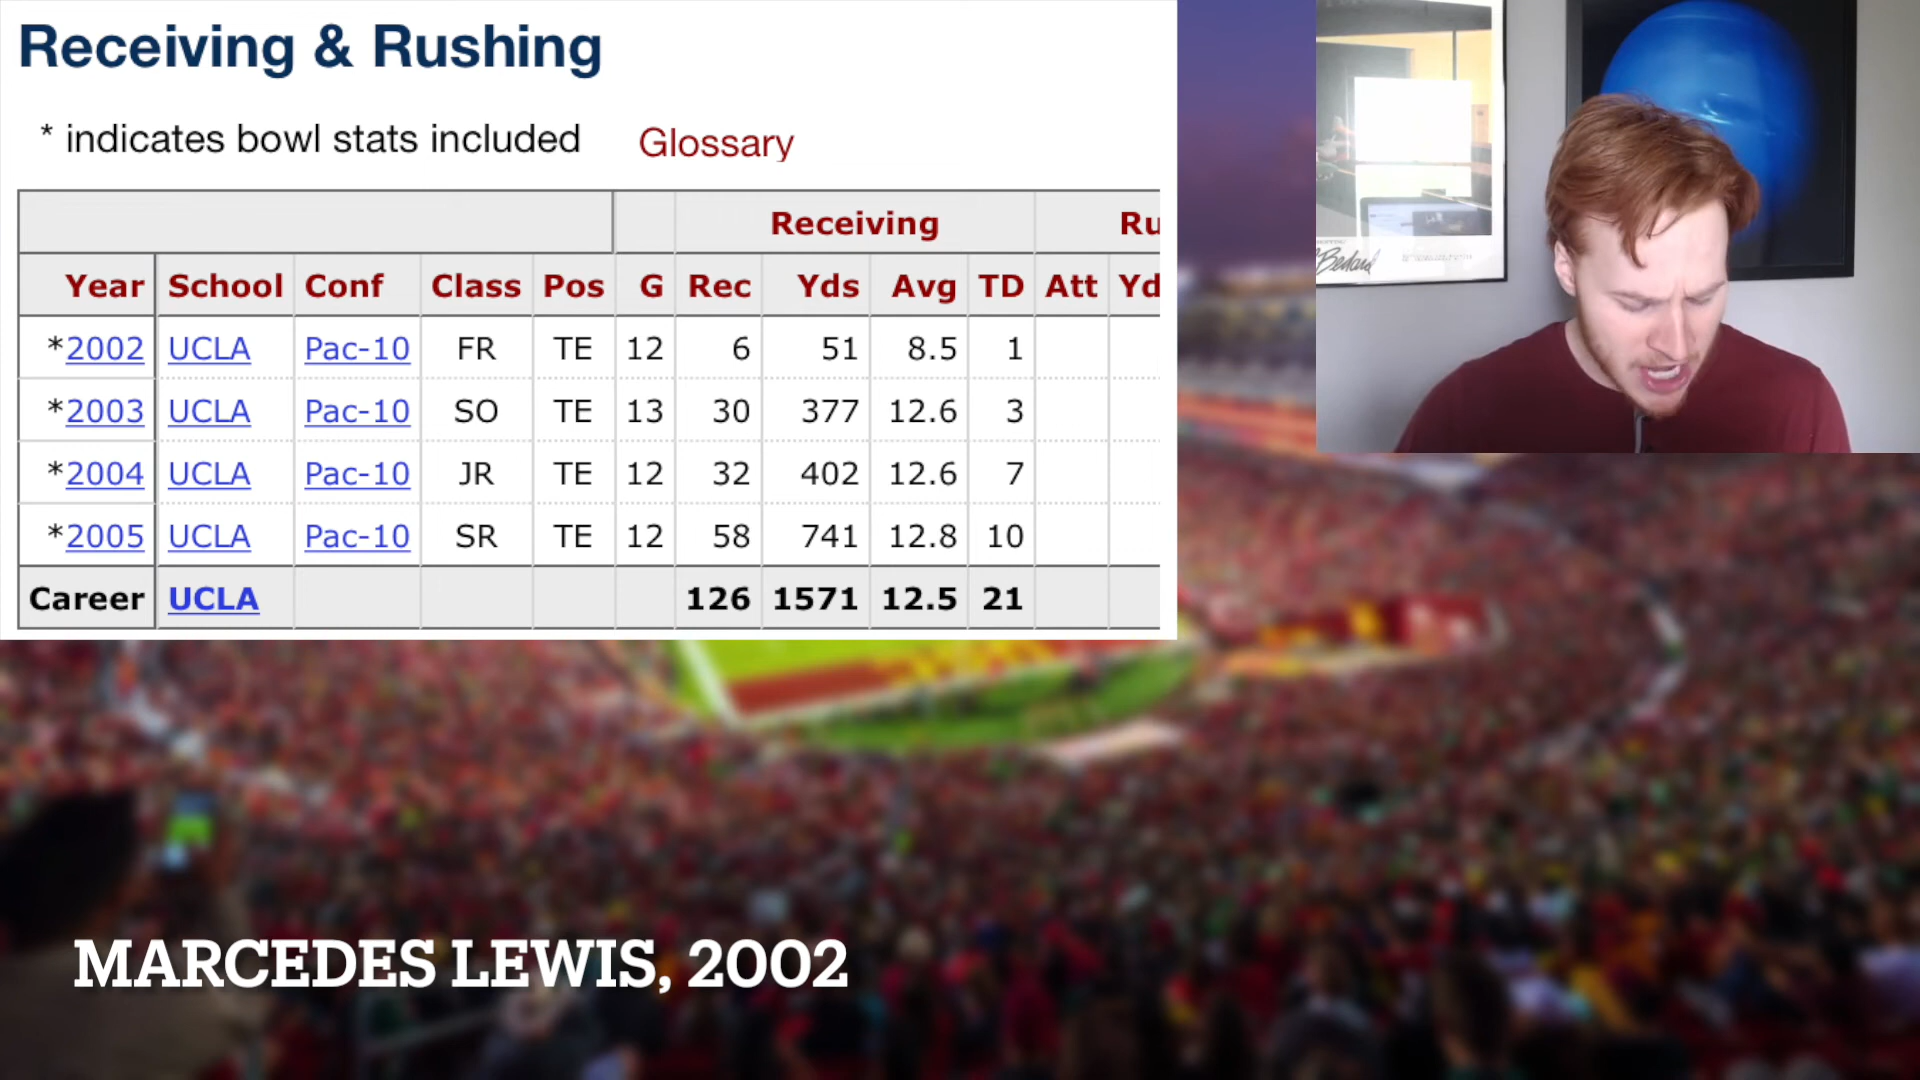 Receiving & Rushing
* indicates bowl stats included Glossary
Receiving Ru
Year School Conf Class Pos G Rec Yds Avg TD Att Yd
*2002 UCLA Pac-10 FR TE 12 6 51 8.5 1
*2003 UCLA Pac-10 SO TE 13 30 377 12.6 3
*2004 UCLA Pac-10 JR TE 12 32 402 12.6 7
*2005 UCLA Pac-10 SR TE 12 58 741 12.8 10
Career UCLA 126 1571 12.5 21
Bedard
MARCEDES LEWIS, 2002